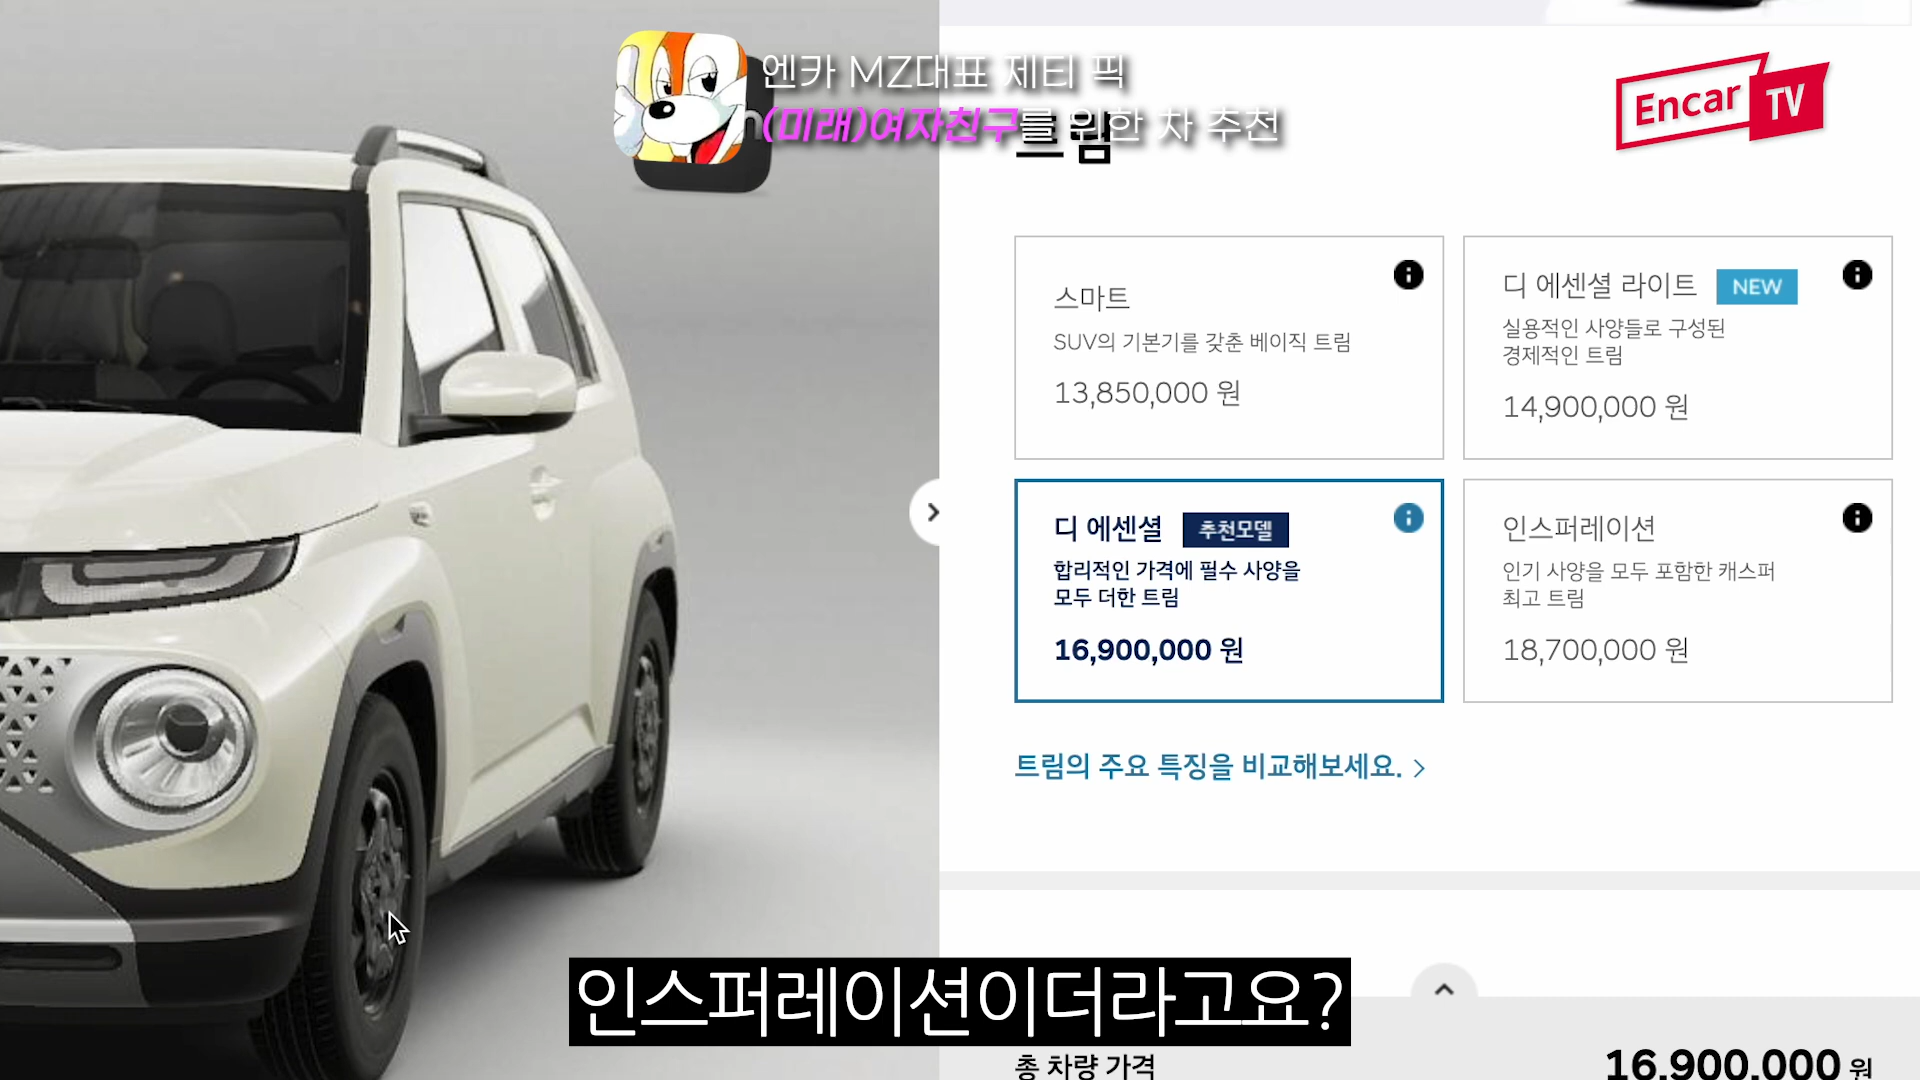 엔카 MZ대표 제티 픽
(미래)여자친구를 위한 차 추천
Encar TV
트림
스마트
SUV의 기본기를 갖춘 베이직 트림
13,850,000 원
디 에센셜 라이트 NEW
실용적인 사양들로 구성된
경제적인 트림
14,900,000 원
디 에센셜 추천모델
합리적인 가격에 필수 사양을
모두 더한 트림
16,900,000 원
인스퍼레이션
인기 사양을 모두 포함한 캐스퍼
최고 트림
18,700,000 원
트림의 주요 특징을 비교해보세요.
인스퍼레이션이더라고요?
총 차량 가격
16,900,000 원